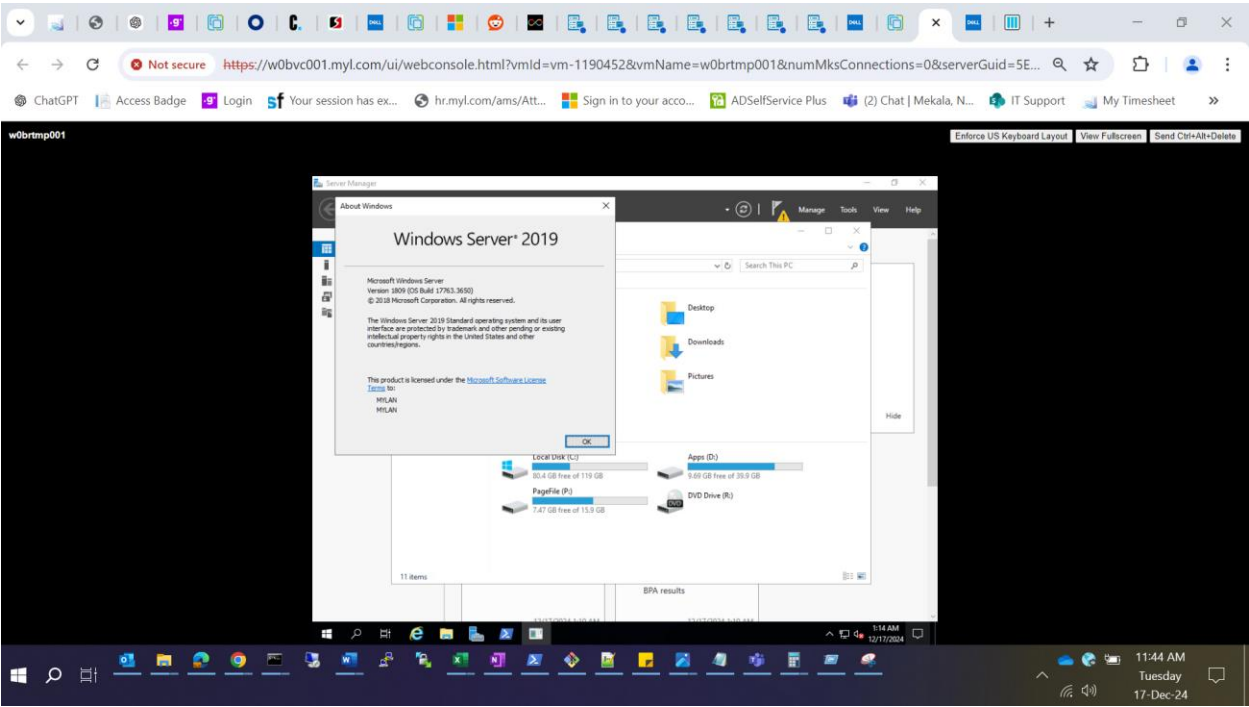 Not secure https://w0bvc001.myl.com/ui/webconsole.html?vmId=vm-1190452&vmName=w0brtmp001&numMksConnections=0&serverGuid=5E...
ChatGPT Access Badge Login Your session has ex... hr.myl.com/ams/Att... Sign in to your acco... ADSelfService Plus (2) Chat | Mekala, N... IT Support My Timesheet
w0brtmp001 Enforce US Keyboard Layout View Fullscreen Send Ctrl+Alt+Delete
Server Manager
Manage Tools View Help
About Windows
Windows Server 2019
Microsoft Windows Server
Version 1809 (OS Build 17763.3650)
© 2018 Microsoft Corporation. All rights reserved.
The Windows Server 2019 Standard operating system and its user
interface are protected by trademark and other pending or existing
intellectual property rights in the United States and other
countries/regions.
This product is licensed under the Microsoft Software License
Terms to:
MYLAN
MYLAN
OK
Search This PC
Desktop
Downloads
Pictures
Hide
Local Disk (C:) Apps (D:)
80.4 GB free of 119 GB 9.69 GB free of 39.9 GB
PageFile (P:) DVD Drive (R:)
7.47 GB free of 15.9 GB
11 items
BPA results
1:14 AM
12/17/2024
11:44 AM
Tuesday
17-Dec-24